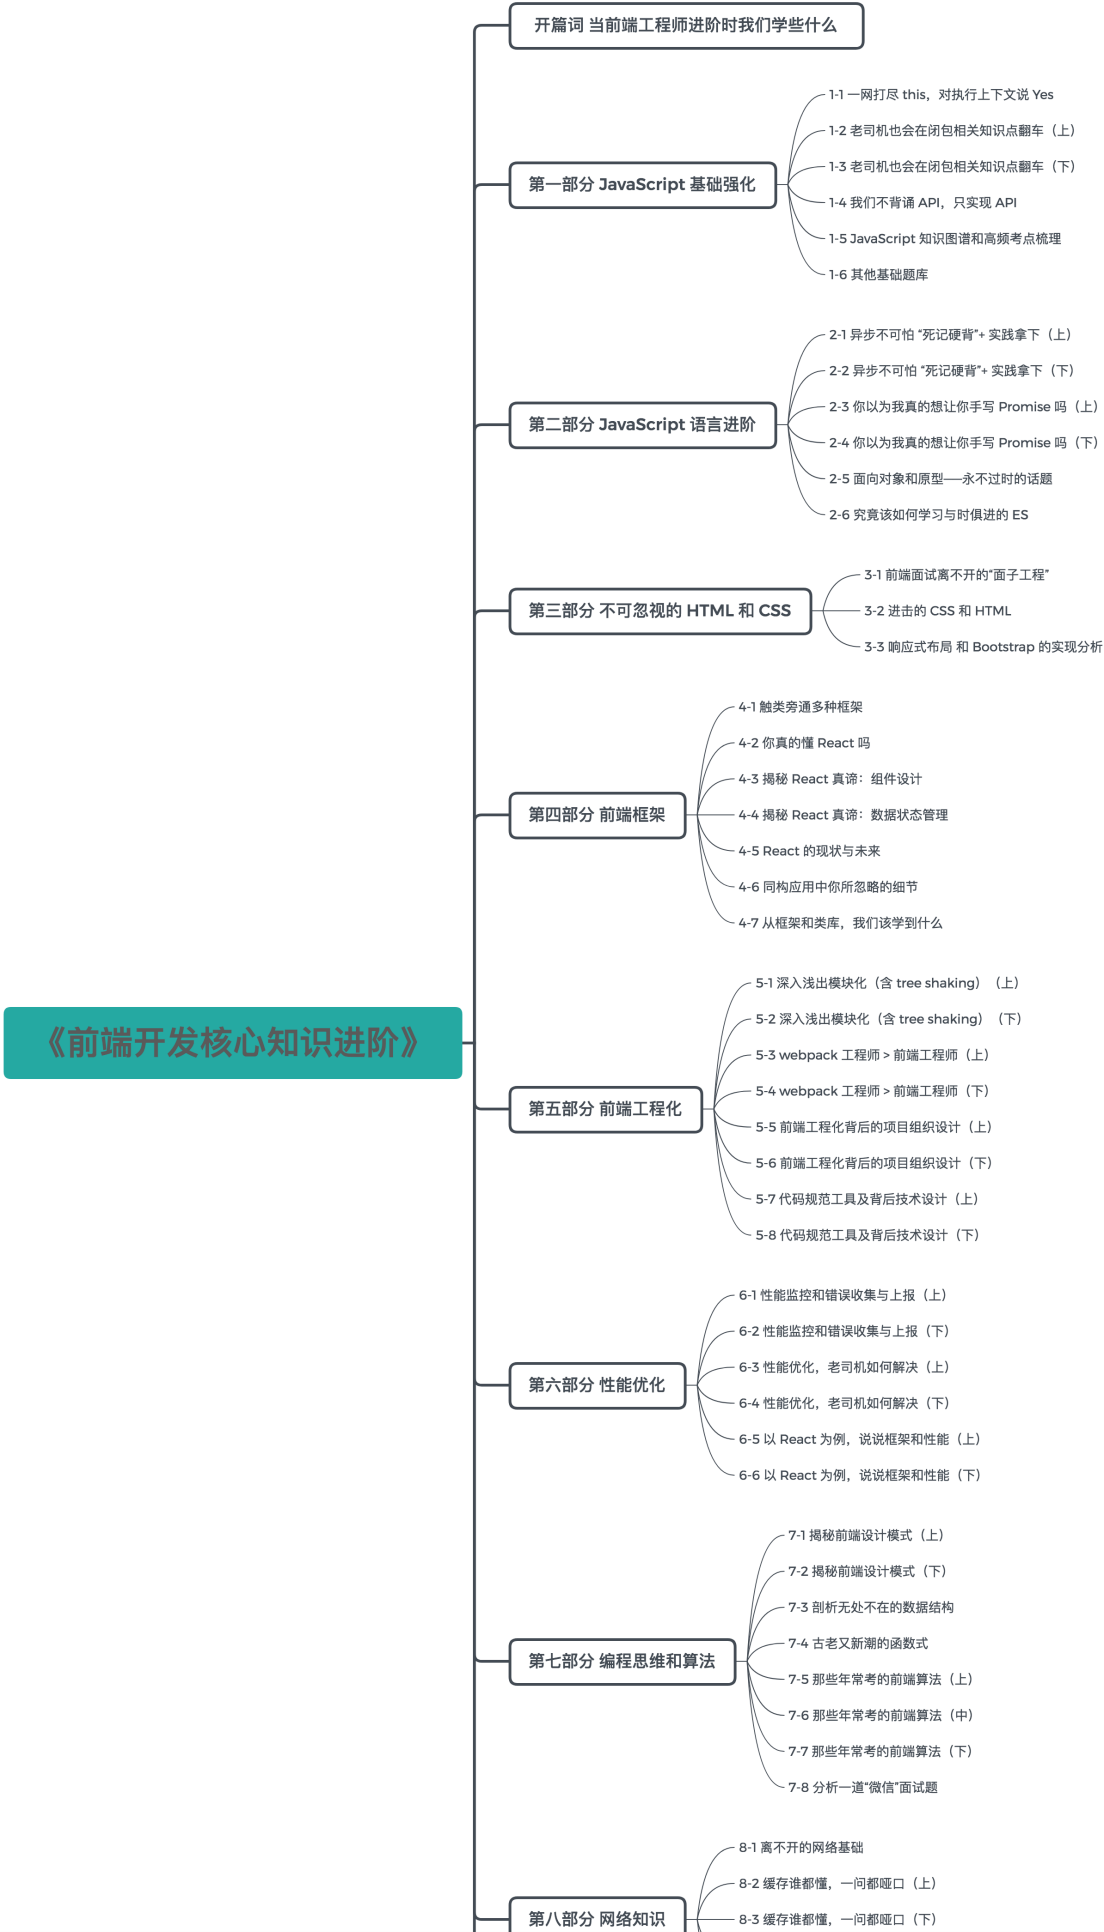 《前端开发核心知识进阶》
开篇词 当前端工程师进阶时我们学些什么
第一部分 JavaScript 基础强化
1-1 一网打尽 this，对执行上下文说 Yes
1-2 老司机也会在闭包相关知识点翻车（上）
1-3 老司机也会在闭包相关知识点翻车（下）
1-4 我们不背诵 API，只实现 API
1-5 JavaScript 知识图谱和高频考点梳理
1-6 其他基础题库
第二部分 JavaScript 语言进阶
2-1 异步不可怕 “死记硬背”+ 实践拿下（上）
2-2 异步不可怕 “死记硬背”+ 实践拿下（下）
2-3 你以为我真的想让你手写 Promise 吗（上）
2-4 你以为我真的想让你手写 Promise 吗（下）
2-5 面向对象和原型——永不过时的话题
2-6 究竟该如何学习与时俱进的 ES
第三部分 不可忽视的 HTML 和 CSS
3-1 前端面试离不开的“面子工程”
3-2 进击的 CSS 和 HTML
3-3 响应式布局 和 Bootstrap 的实现分析
第四部分 前端框架
4-1 触类旁通多种框架
4-2 你真的懂 React 吗
4-3 揭秘 React 真谛：组件设计
4-4 揭秘 React 真谛：数据状态管理
4-5 React 的现状与未来
4-6 同构应用中你所忽略的细节
4-7 从框架和类库，我们该学到什么
第五部分 前端工程化
5-1 深入浅出模块化（含 tree shaking）（上）
5-2 深入浅出模块化（含 tree shaking）（下）
5-3 webpack 工程师 > 前端工程师（上）
5-4 webpack 工程师 > 前端工程师（下）
5-5 前端工程化背后的项目组织设计（上）
5-6 前端工程化背后的项目组织设计（下）
5-7 代码规范工具及背后技术设计（上）
5-8 代码规范工具及背后技术设计（下）
第六部分 性能优化
6-1 性能监控和错误收集与上报（上）
6-2 性能监控和错误收集与上报（下）
6-3 性能优化，老司机如何解决（上）
6-4 性能优化，老司机如何解决（下）
6-5 以 React 为例，说说框架和性能（上）
6-6 以 React 为例，说说框架和性能（下）
第七部分 编程思维和算法
7-1 揭秘前端设计模式（上）
7-2 揭秘前端设计模式（下）
7-3 剖析无处不在的数据结构
7-4 古老又新潮的函数式
7-5 那些年常考的前端算法（上）
7-6 那些年常考的前端算法（中）
7-7 那些年常考的前端算法（下）
7-8 分析一道“微信”面试题
第八部分 网络知识
8-1 离不开的网络基础
8-2 缓存谁都懂，一问都哑口（上）
8-3 缓存谁都懂，一问都哑口（下）